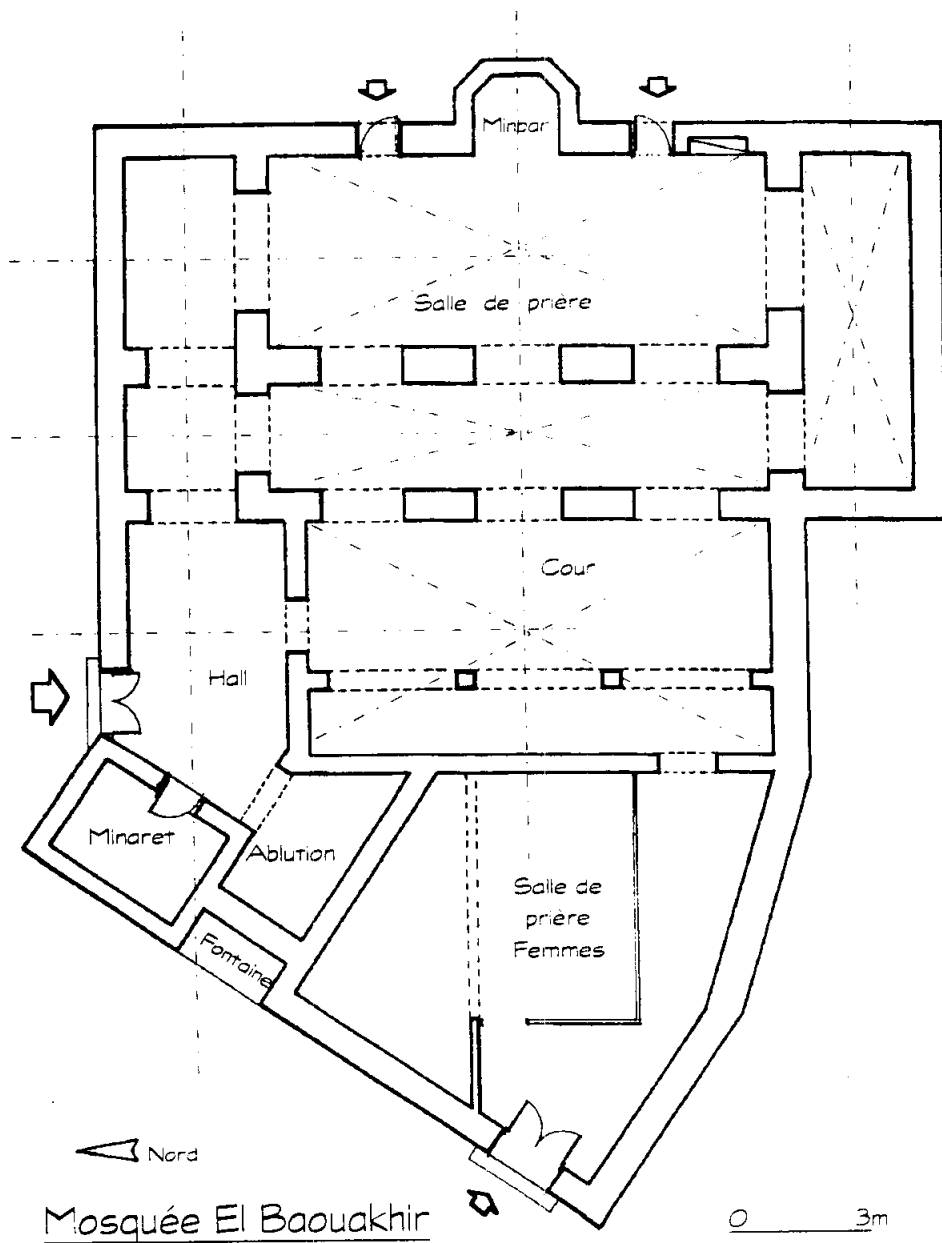 Minbar
Salle de prière
Cour
Hall
Minaret
Ablution
Salle de
prière
Femmes
Fontaine
Nord
Mosquée El Baouakhir
0 3m